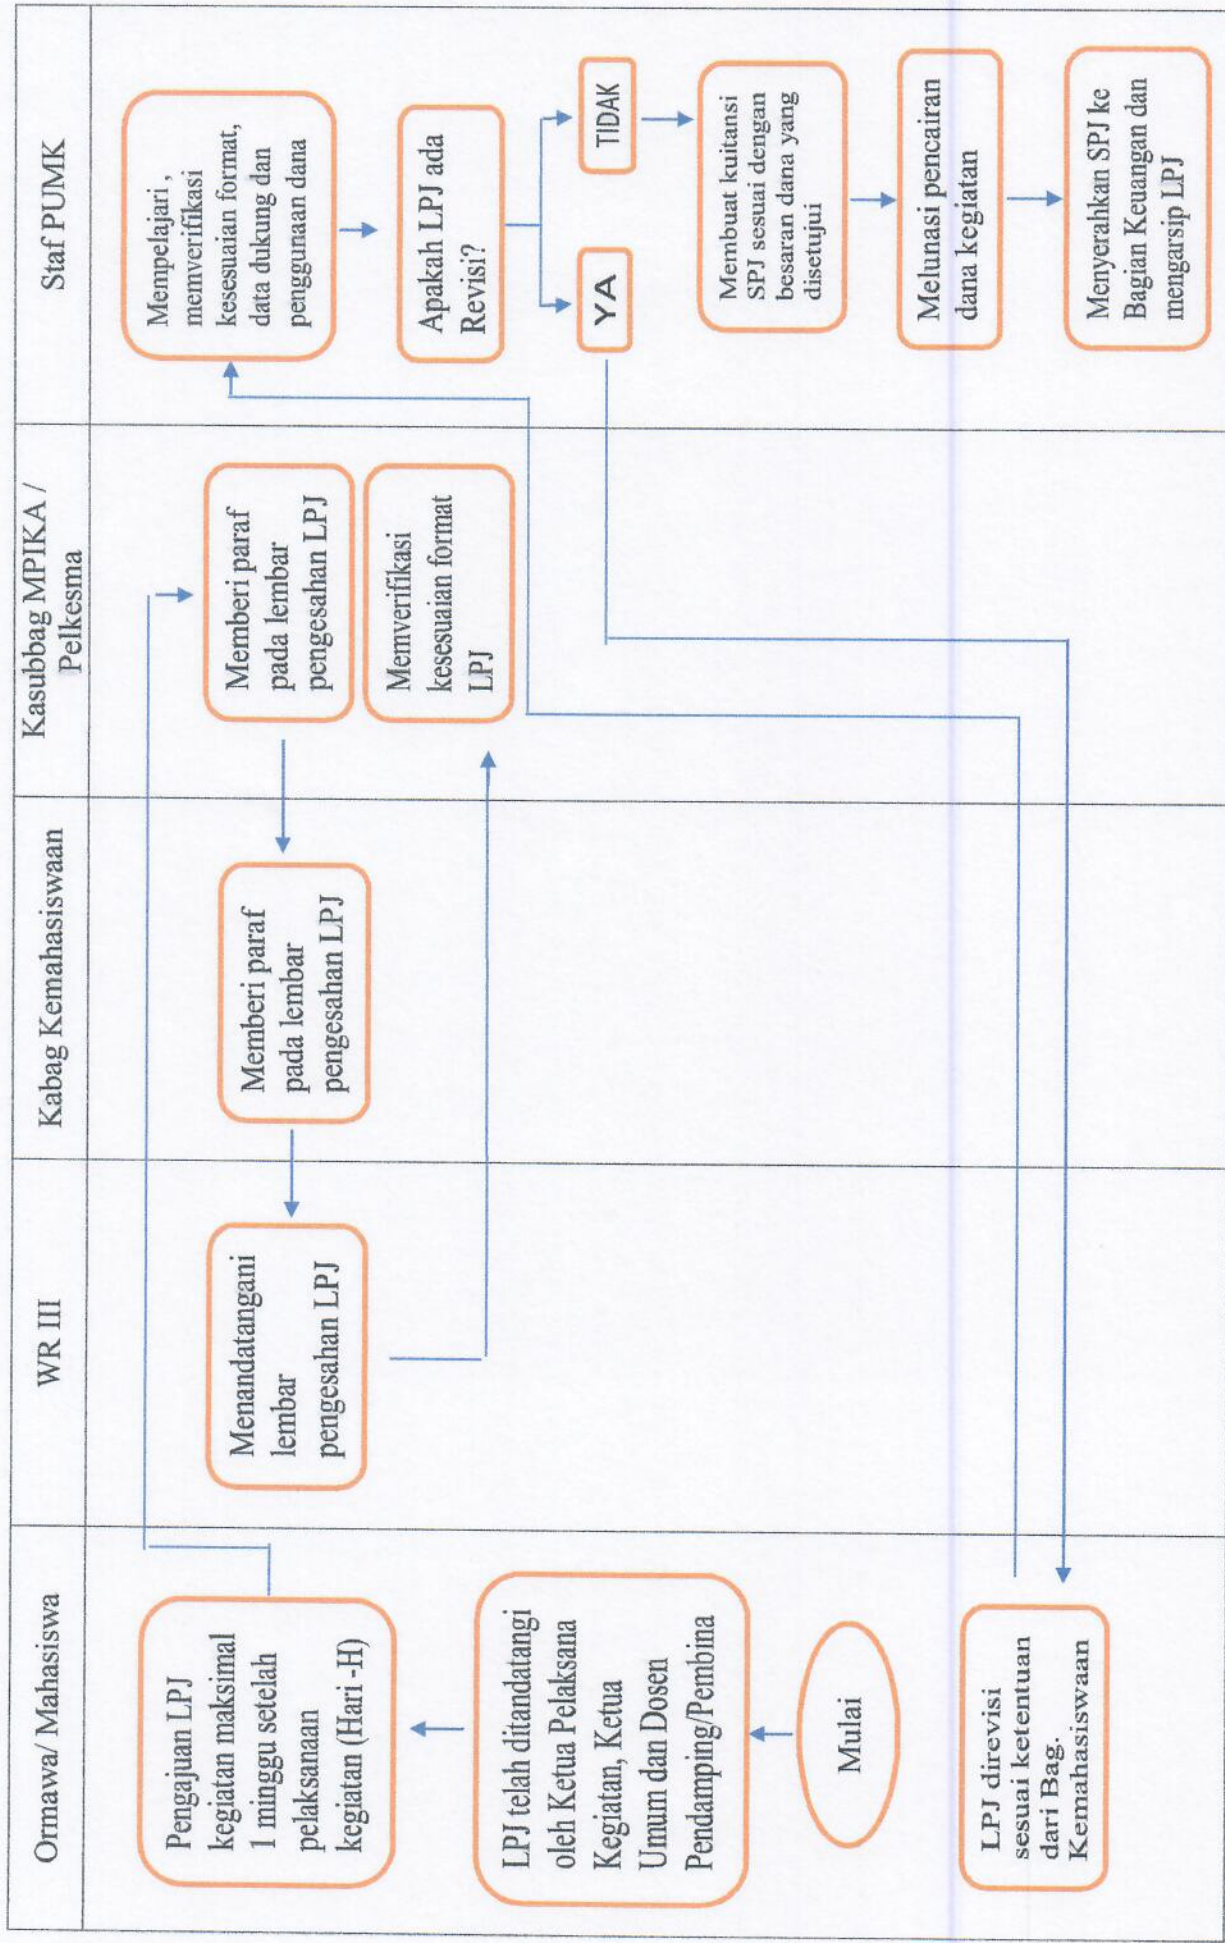 Ornawa/ Mahasiswa
WR III
Kabag Kemahasiswaan
Kasubbag MPIKA /
Pelkesma
Staf PUMK
Pengajuan LPJ
kegiatan maksimal
1 minggu setelah
pelaksanaan
kegiatan (Hari -H)
LPJ telah ditandatangi
oleh Ketua Pelaksana
Kegiatan, Ketua
Umum dan Dosen
Pendamping/Pembina
Mulai
LPJ direvisi
sesuai ketentuan
dari Bag.
Kemahasiswaan
Menandatangani
lembar
pengesahan LPJ
Memberi paraf
pada lembar
pengesahan LPJ
Memberi paraf
pada lembar
pengesahan LPJ
Memverifikasi
kesesuaian format
LPJ
Mempelajari ,
memverifikasi
kesesuaian format,
data dukung dan
penggunaan dana
Apakah LPJ ada
Revisi?
YA
TIDAK
Membuat kuitansi
SPJ sesuai dengan
besaran dana yang
disetujui
Melunasi pencairan
dana kegiatan
Menyerahkan SPJ ke
Bagian Keuangan dan
mengarsip LPJ